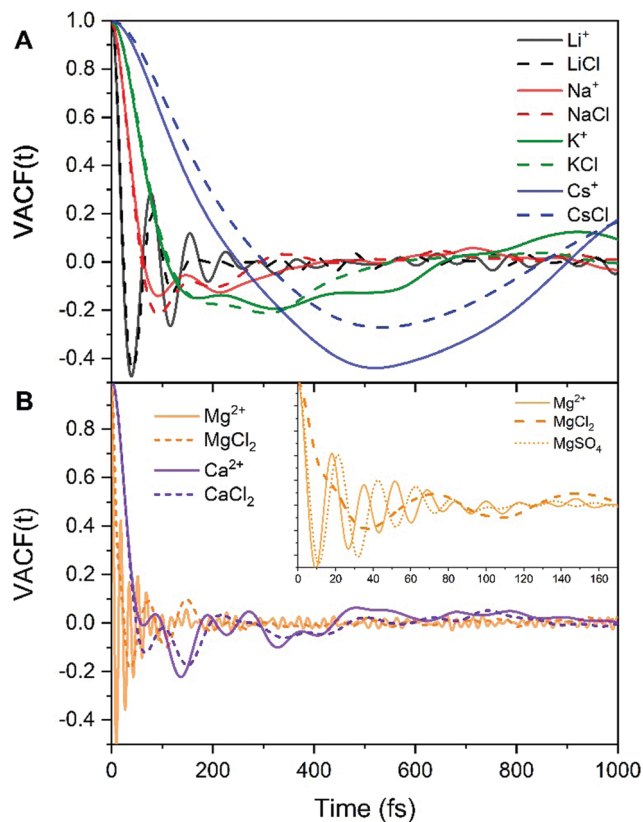 A
1.0
0.8
0.6
0.4
0.2
0.0
-0.2
-0.4
VACF(t)
Li⁺
LiCl
Na⁺
NaCl
K⁺
KCl
Cs⁺
CsCl
B
0.8
0.6
0.4
0.2
0.0
-0.2
-0.4
VACF(t)
Mg²⁺
MgCl₂
Ca²⁺
CaCl₂
Mg²⁺
MgCl₂
MgSO₄
0 20 40 60 80 100 120 140 160
0 200 400 600 800 1000
Time (fs)